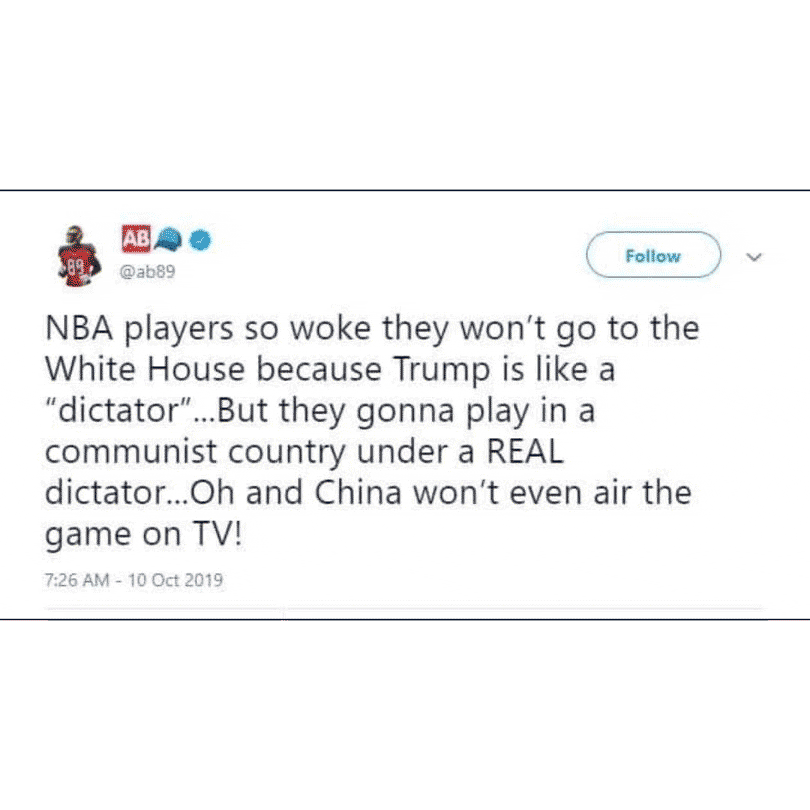 AB
@ab89
Follow
NBA players so woke they won't go to the
White House because Trump is like a
"dictator"...But they gonna play in a
communist country under a REAL
dictator...Oh and China won't even air the
game on TV!
7:26 AM - 10 Oct 2019